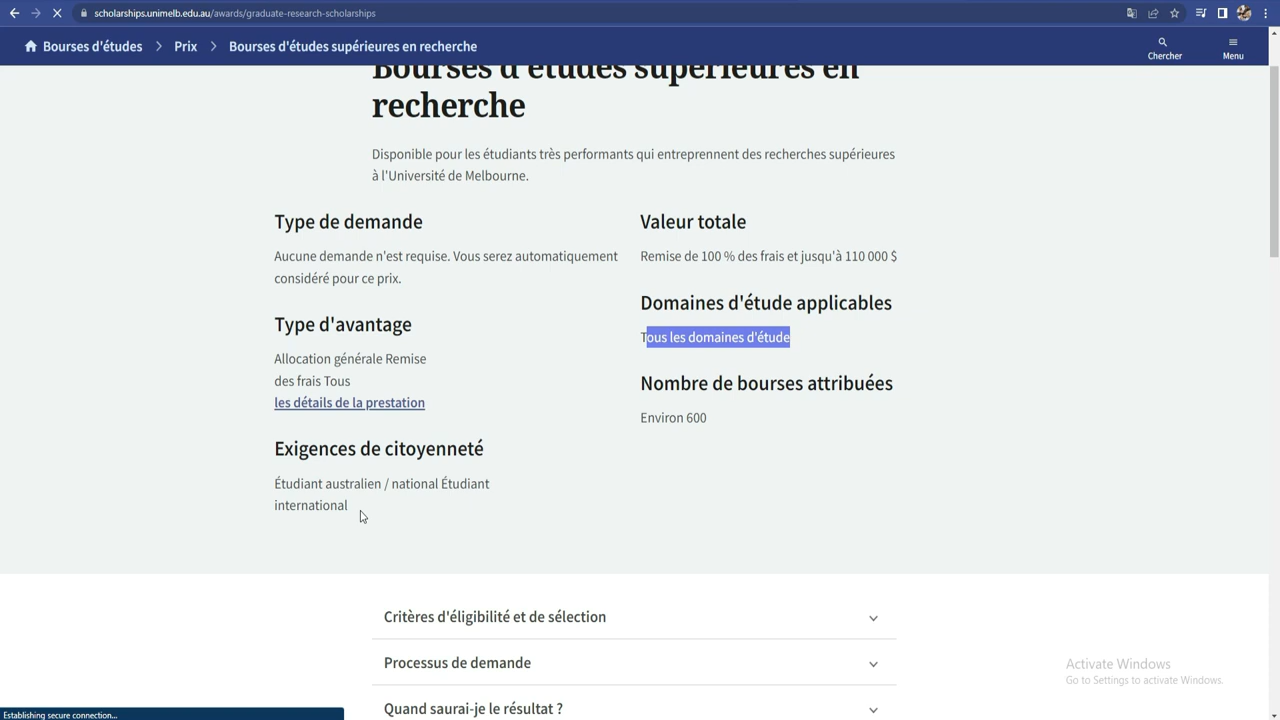 scholarships.unimelb.edu.au/awards/graduate-research-scholarships
Bourses d'études
Prix
Bourses d'études supérieures en recherche
Chercher
Menu
Bourses d'études supérieures en
recherche
Disponible pour les étudiants très performants qui entreprennent des recherches supérieures
à l'Université de Melbourne.
Type de demande
Aucune demande n'est requise. Vous serez automatiquement
considéré pour ce prix.
Type d'avantage
Allocation générale Remise
des frais Tous
les détails de la prestation
Exigences de citoyenneté
Étudiant australien / national Étudiant
international
Valeur totale
Remise de 100 % des frais et jusqu'à 110 000 $
Domaines d'étude applicables
Tous les domaines d'étude
Nombre de bourses attribuées
Environ 600
Critères d'éligibilité et de sélection
Processus de demande
Quand saurai-je le résultat ?
Activate Windows
Go to Settings to activate Windows.
Establishing secure connection...